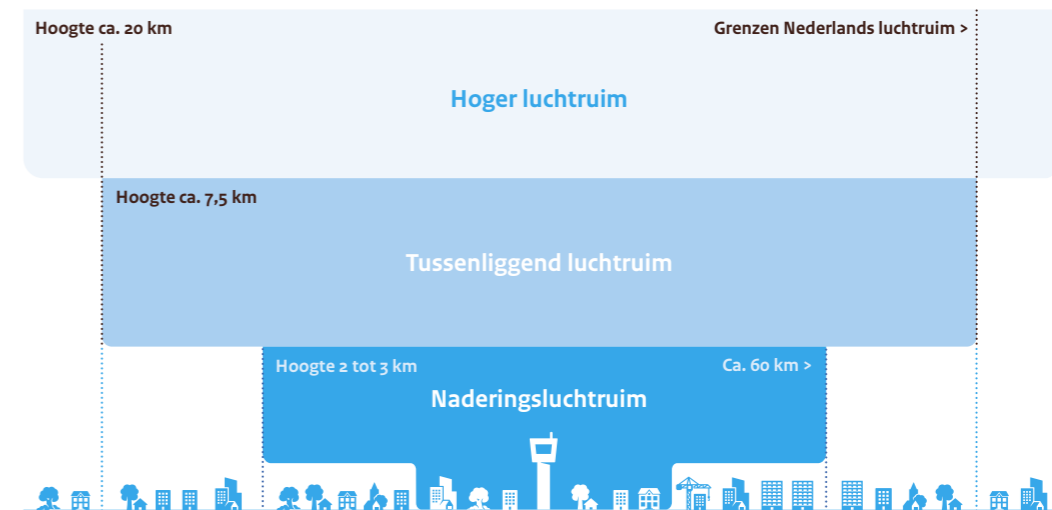 Hoogte ca. 20 km
Grenzen Nederlands luchtruim >
Hoger luchtruim
Hoogte ca. 7,5 km
Tussenliggend luchtruim
Hoogte 2 tot 3 km
Ca. 60 km >
Naderingsluchtruim